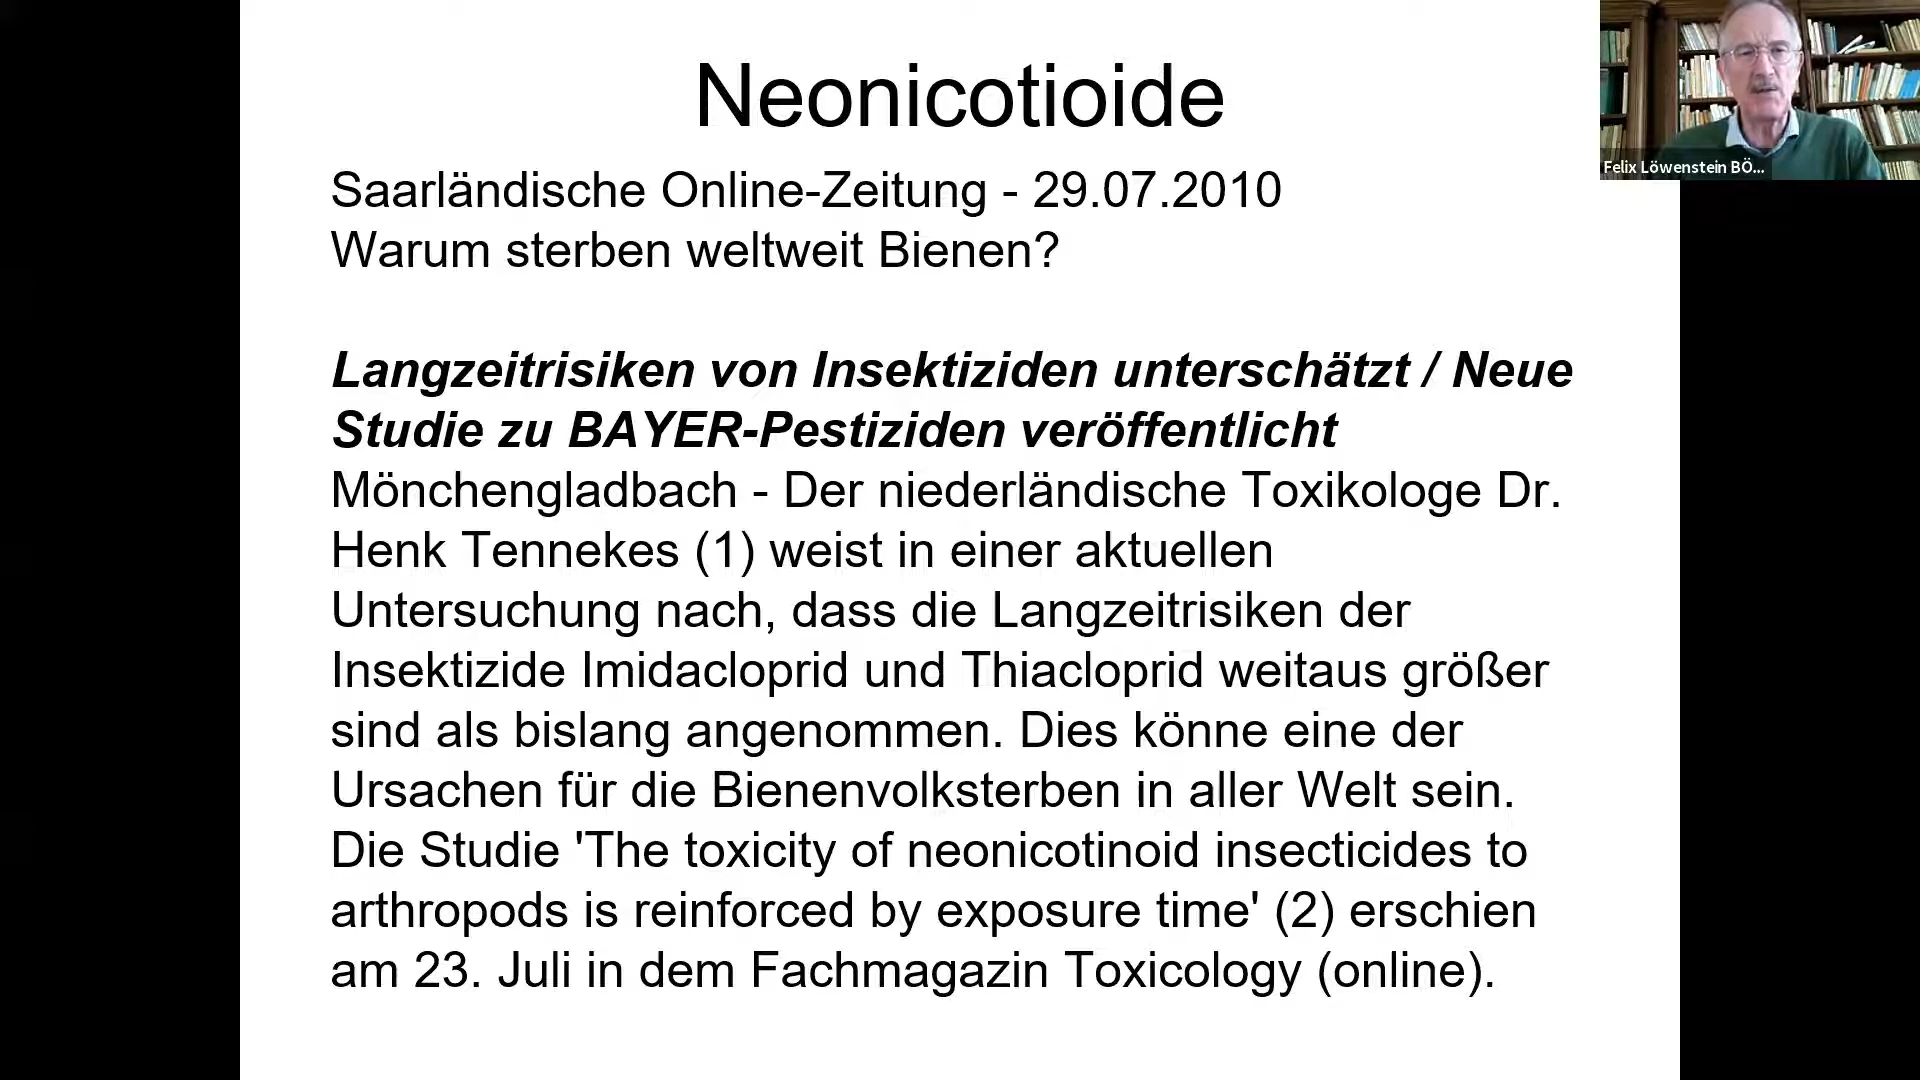 Neonicotioide
Saarländische Online-Zeitung - 29.07.2010
Warum sterben weltweit Bienen?
Langzeitrisiken von Insektiziden unterschätzt / Neue
Studie zu BAYER-Pestiziden veröffentlicht
Mönchengladbach - Der niederländische Toxikologe Dr.
Henk Tennekes (1) weist in einer aktuellen
Untersuchung nach, dass die Langzeitrisiken der
Insektizide Imidacloprid und Thiacloprid weitaus größer
sind als bislang angenommen. Dies könne eine der
Ursachen für die Bienenvolksterben in aller Welt sein.
Die Studie 'The toxicity of neonicotinoid insecticides to
arthropods is reinforced by exposure time' (2) erschien
am 23. Juli in dem Fachmagazin Toxicology (online).
Felix Löwenstein BÖ...